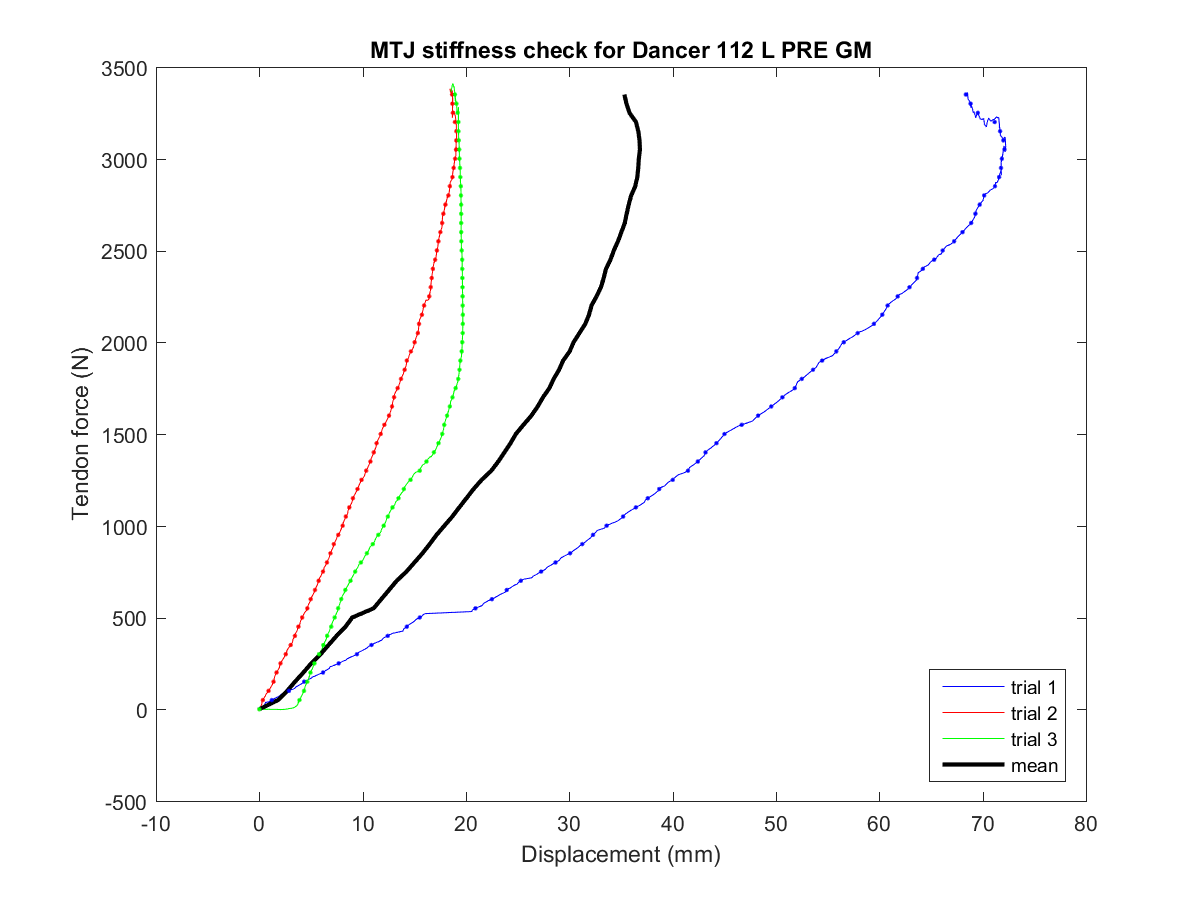 MTJ stiffness check for Dancer 112 L PRE GM
3500
3000
2500
2000
1500
1000
500
0
-500
Tendon force (N)
-10 0 10 20 30 40 50 60 70 80
Displacement (mm)
trial 1
trial 2
trial 3
mean